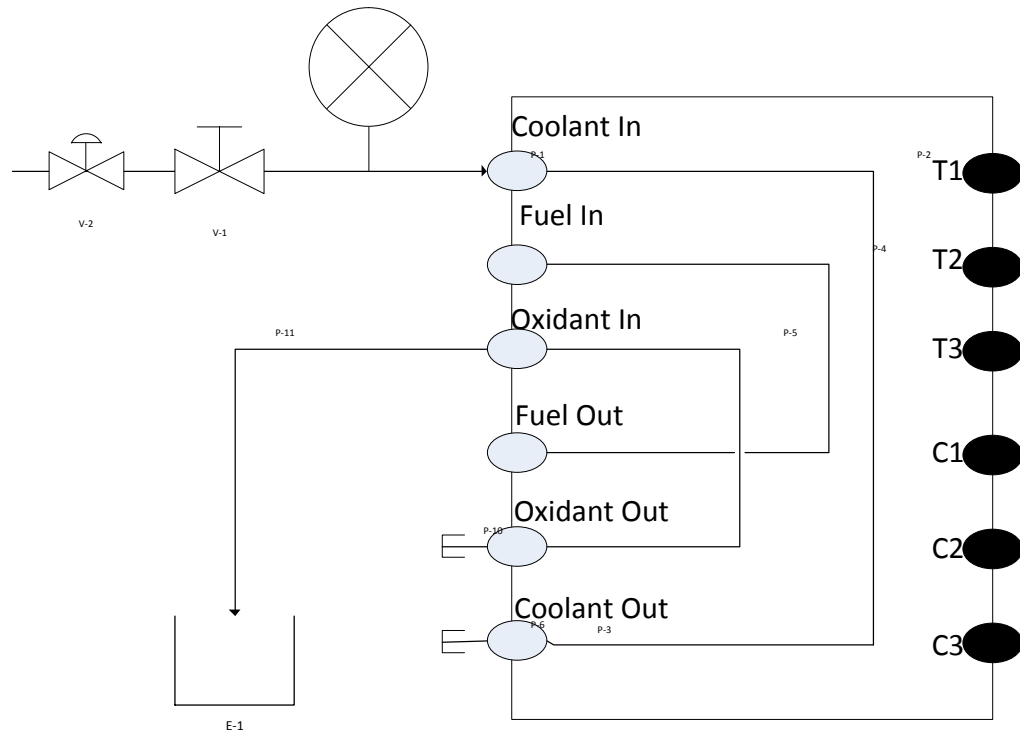 Coolant In
P-1
P-2
T1
V-2
V-1
Fuel In
P-4
T2
Oxidant In
P-11
P-5
T3
Fuel Out
C1
Oxidant Out
P-10
C2
Coolant Out
P-6
P-3
C3
E-1